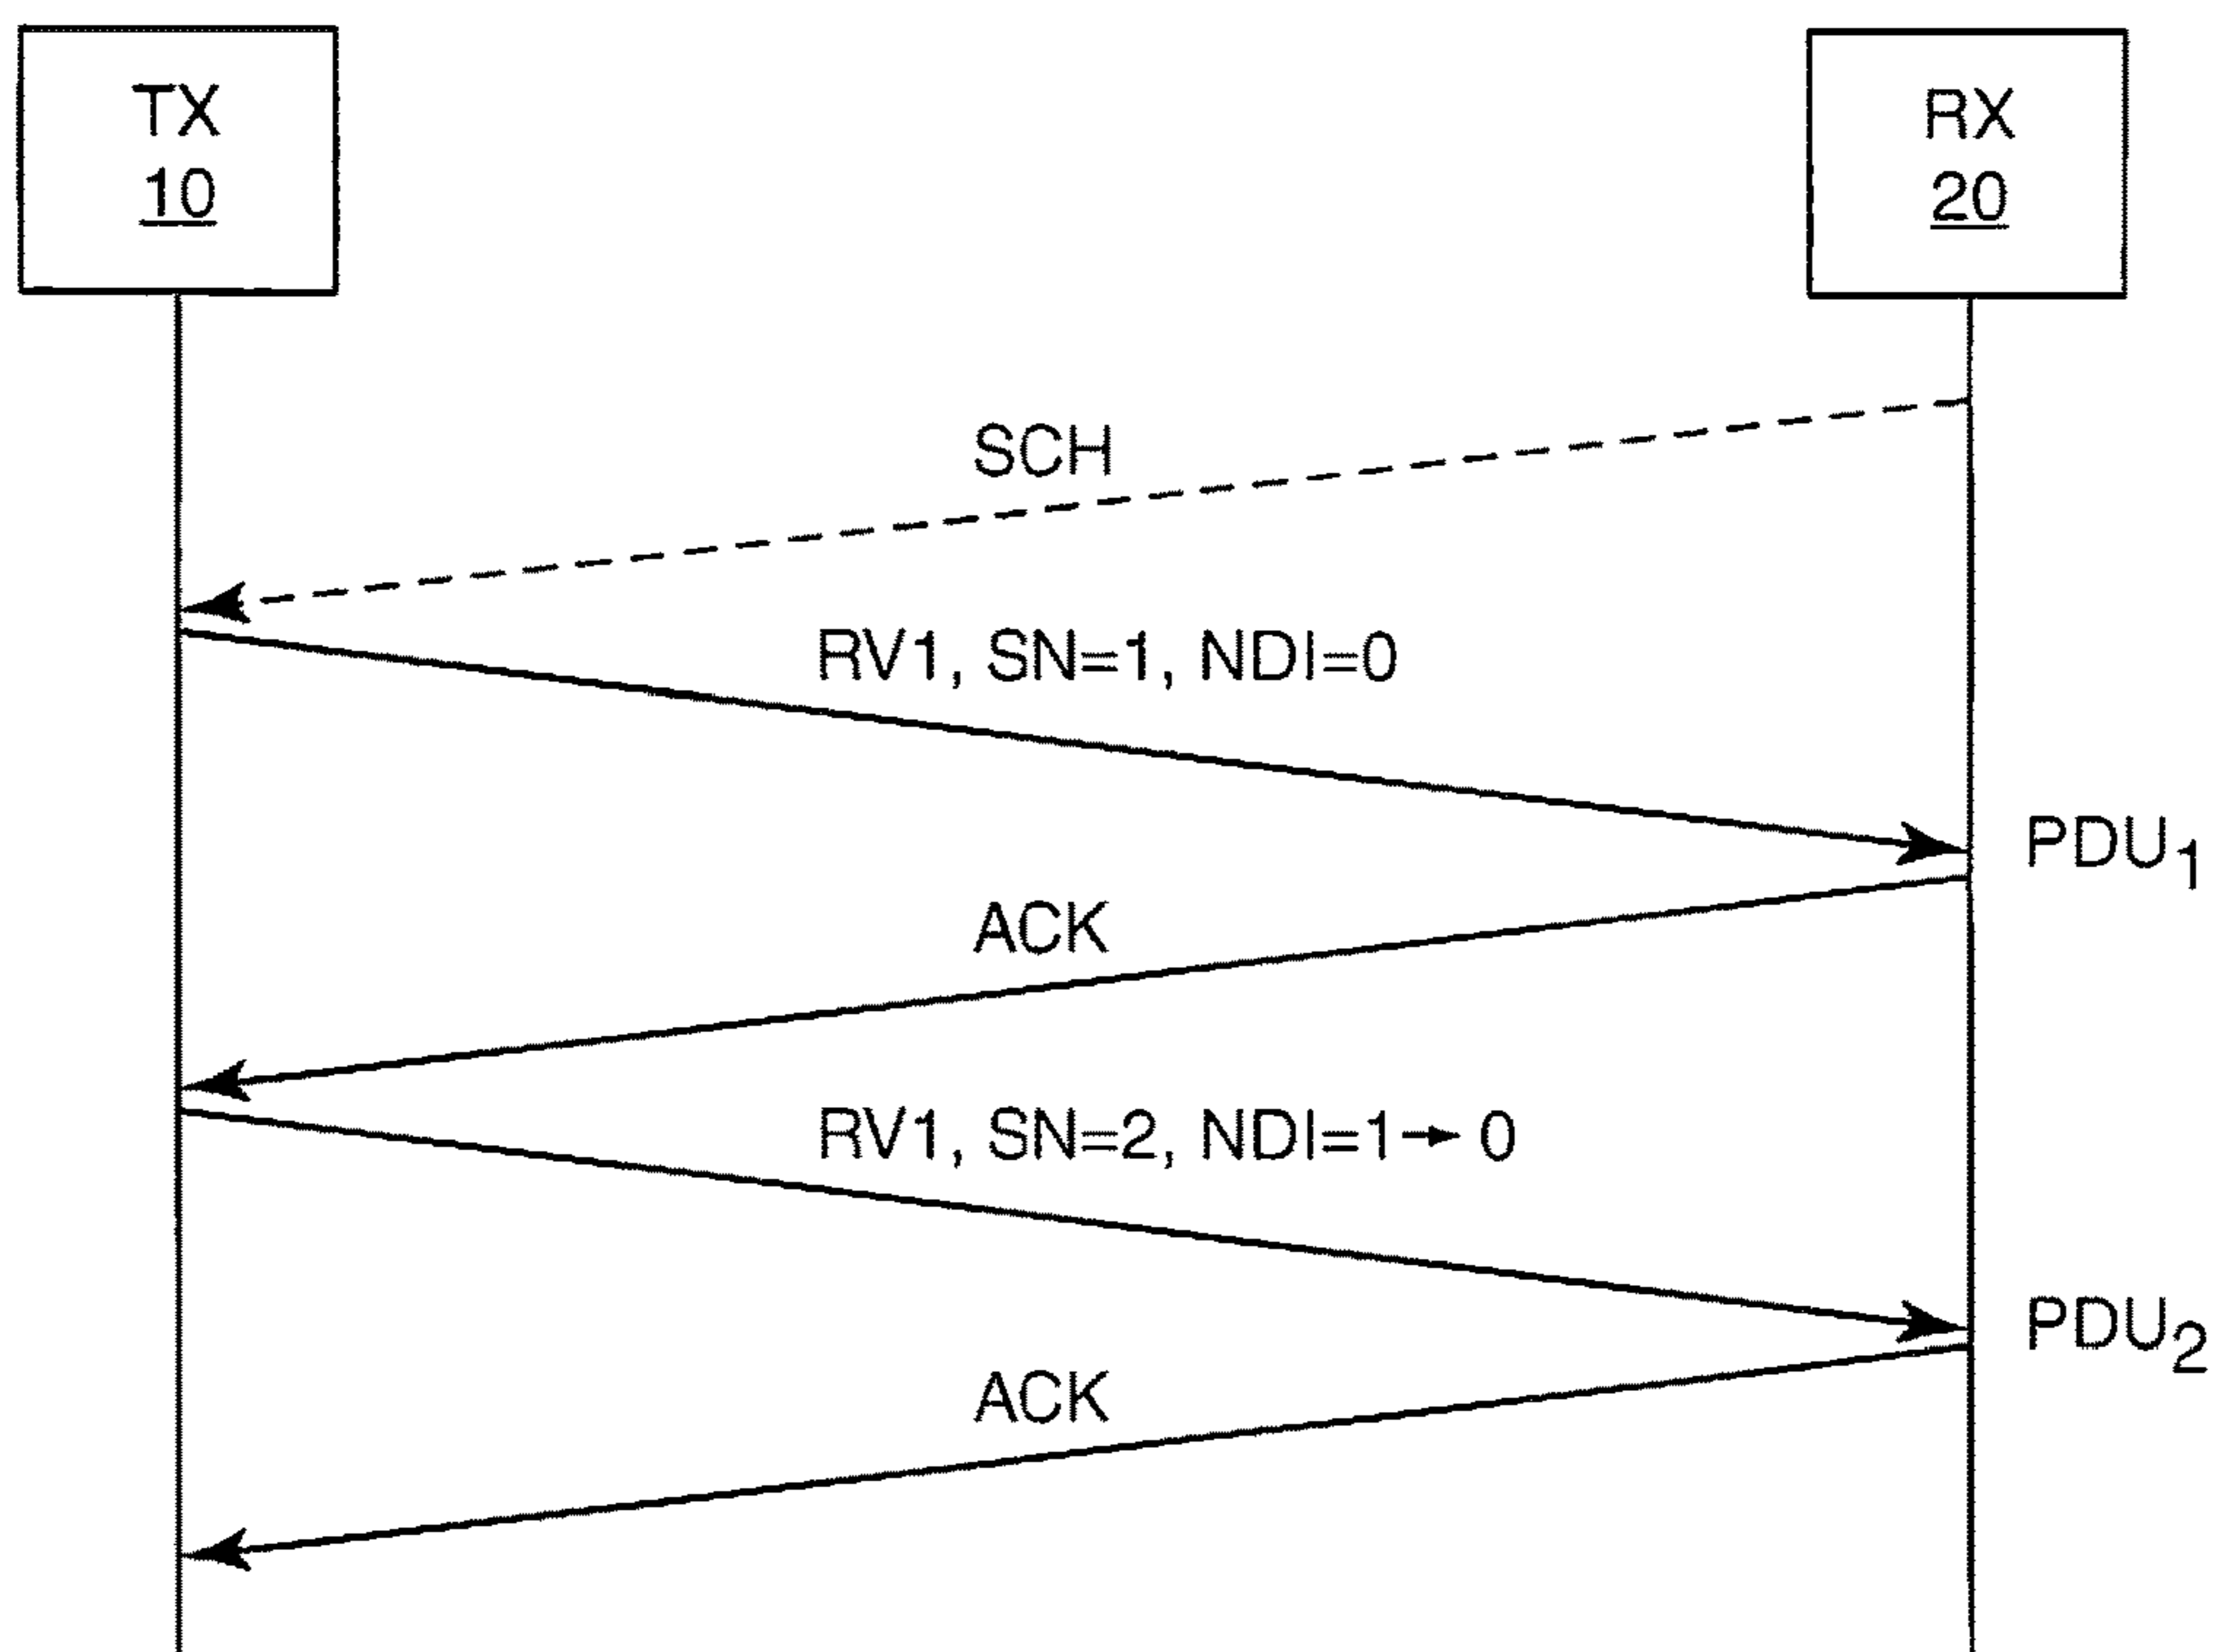 TX
10
RX
20
SCH
RV1, SN=1, NDI=0
PDU1
ACK
RV1, SN=2, NDI=1→ 0
PDU2
ACK